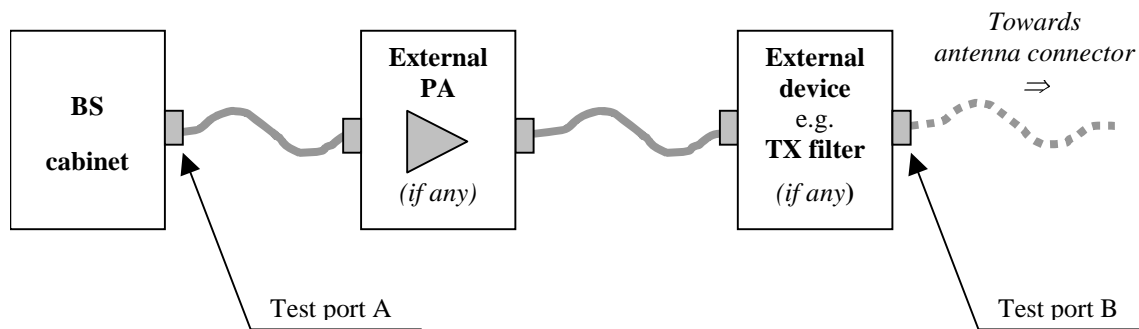 BS
cabinet
External
PA
(if any)
External
device
e.g.
TX filter
(if any)
Towards
antenna connector
⇒
Test port A
Test port B